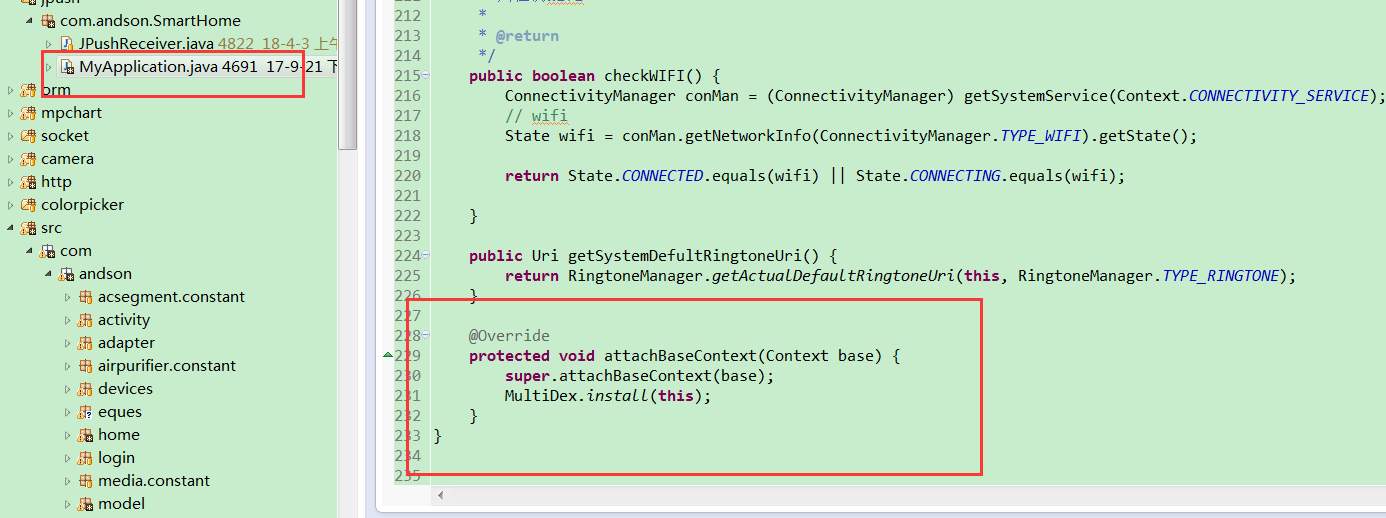 jpush
com.andson.SmartHome
JPushReceiver.java 4822 18-4-3 上午
MyApplication.java 4691 17-9-21 下
orm
mpchart
socket
camera
http
colorpicker
src
com
andson
acsegment.constant
activity
adapter
airpurifier.constant
devices
eques
home
login
media.constant
model
212 *
213 * @return
214 */
215 public boolean checkWIFI() {
216 ConnectivityManager conMan = (ConnectivityManager) getSystemService(Context.CONNECTIVITY_SERVICE);
217 // wifi
218 State wifi = conMan.getNetworkInfo(ConnectivityManager.TYPE_WIFI).getState();
219
220 return State.CONNECTED.equals(wifi) || State.CONNECTING.equals(wifi);
221
222 }
223
224 public Uri getSystemDefultRingtoneUri() {
225 return RingtoneManager.getActualDefaultRingtoneUri(this, RingtoneManager.TYPE_RINGTONE);
226 }
227
228 @Override
229 protected void attachBaseContext(Context base) {
230 super.attachBaseContext(base);
231 MultiDex.install(this);
232 }
233 }
234
235